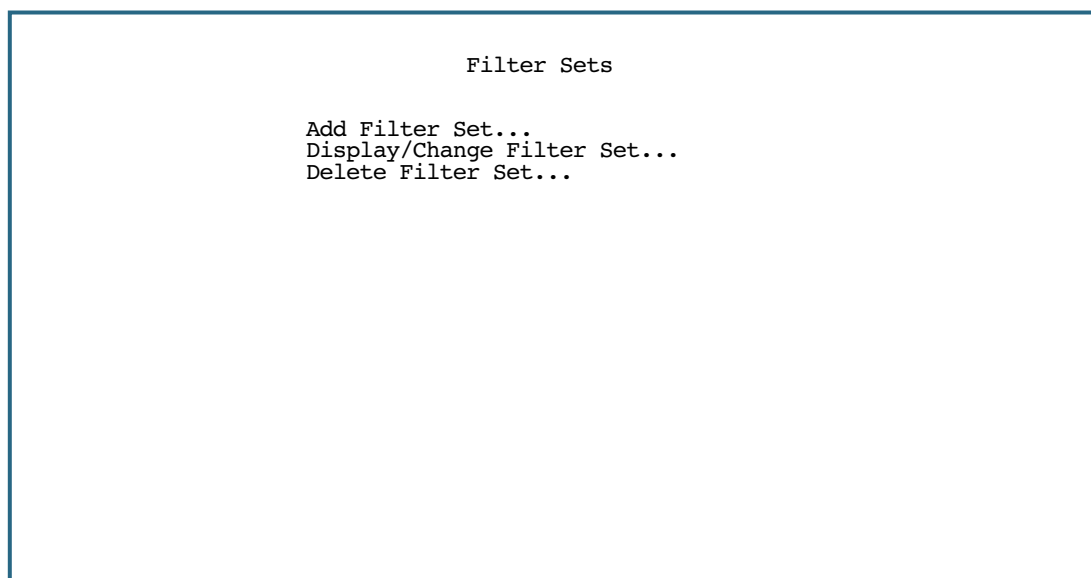 Filter Sets
Add Filter Set...
Display/Change Filter Set...
Delete Filter Set...